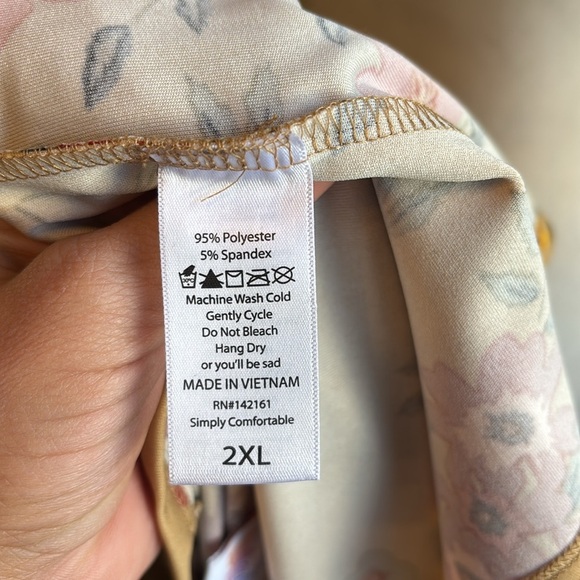 95% Polyester
5% Spandex
Machine Wash Cold
Gently Cycle
Do Not Bleach
Hang Dry
or you'll be sad
MADE IN VIETNAM
RN#142161
Simply Comfortable
2XL